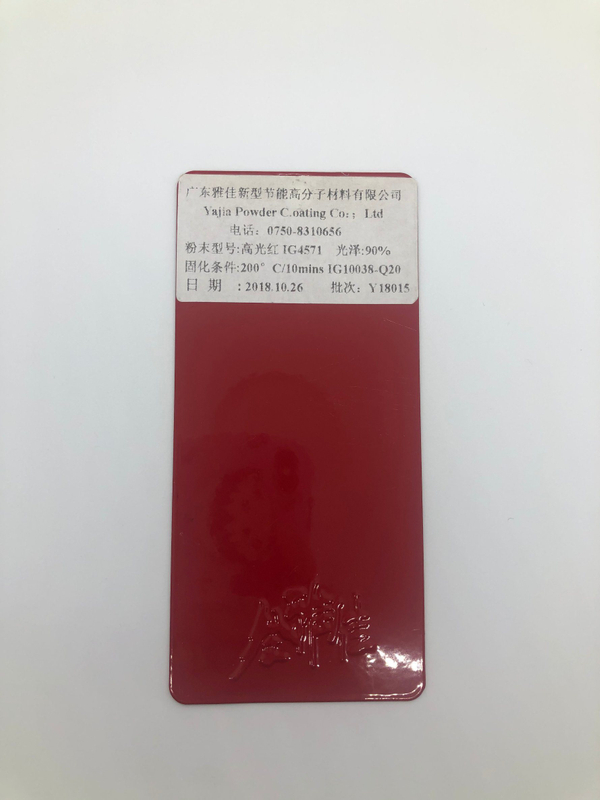 广东雅佳新型节能高分子材料有限公司
Yajia Powder Coating Co.; Ltd
电话: 0750-8310656
粉末型号:高光红 IG4571 光泽:90%
固化条件:200° C/10mins IG10038-Q20
日 期 : 2018.10.26 批次: Y18015